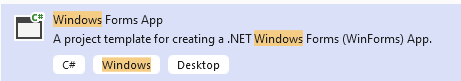 C#
Windows Forms App
A project template for creating a .NET Windows Forms (WinForms) App.
C# Windows Desktop